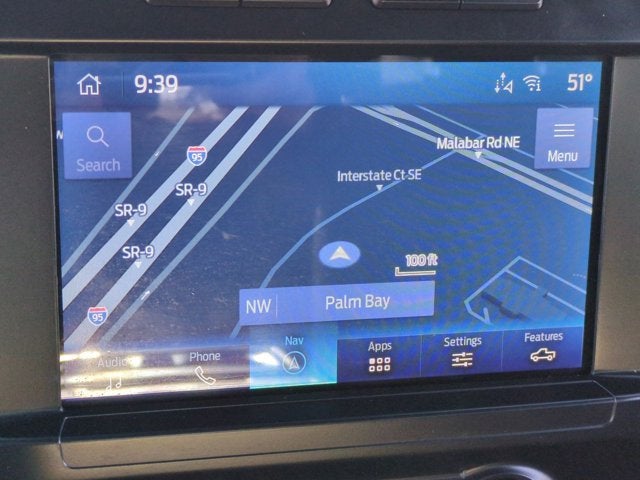 9:39 51°
Search
95
Malabar Rd NE
Menu
Interstate Ct SE
SR-9
SR-9
SR-9
100 ft
95
NW Palm Bay
Audio Phone Nav Apps Settings Features